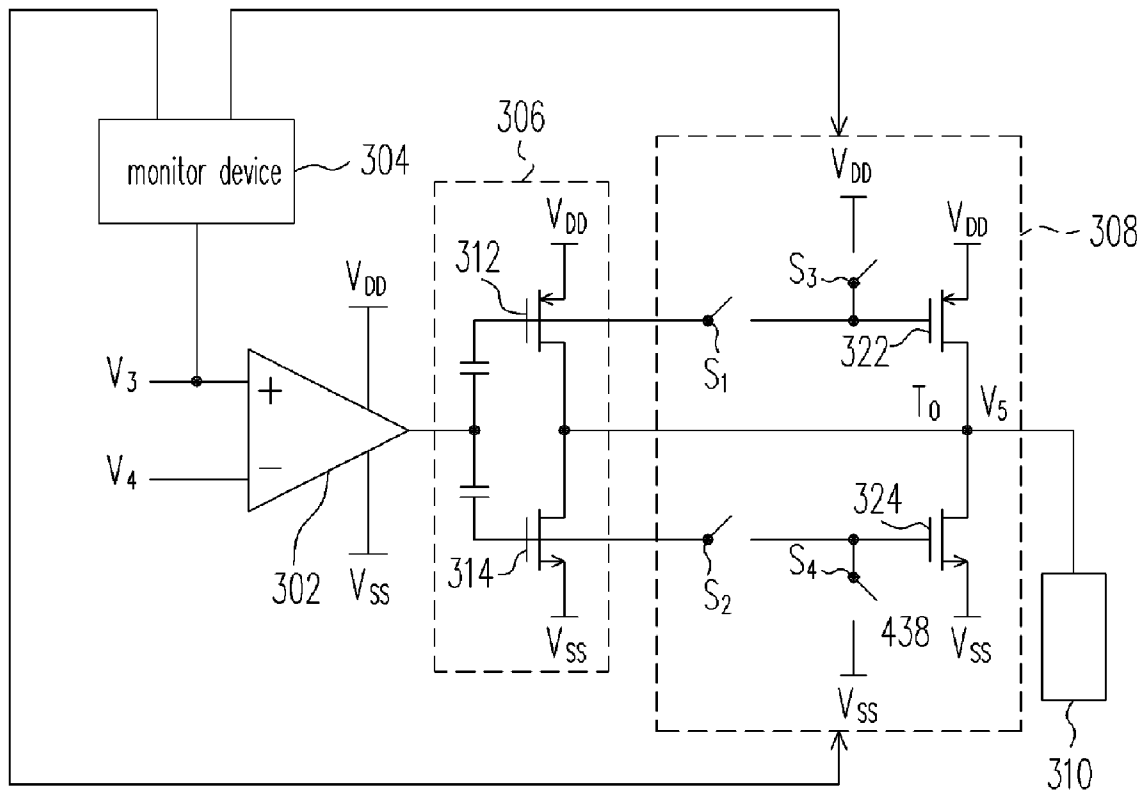 306
monitor device
304
V_DD
308
V_DD
V_DD
312
S_3
V_DD
322
S_1
V_3
+
T_0
V_5
V_4
−
324
314
S_4
302
V_SS
S_2
438
V_SS
V_SS
V_SS
310